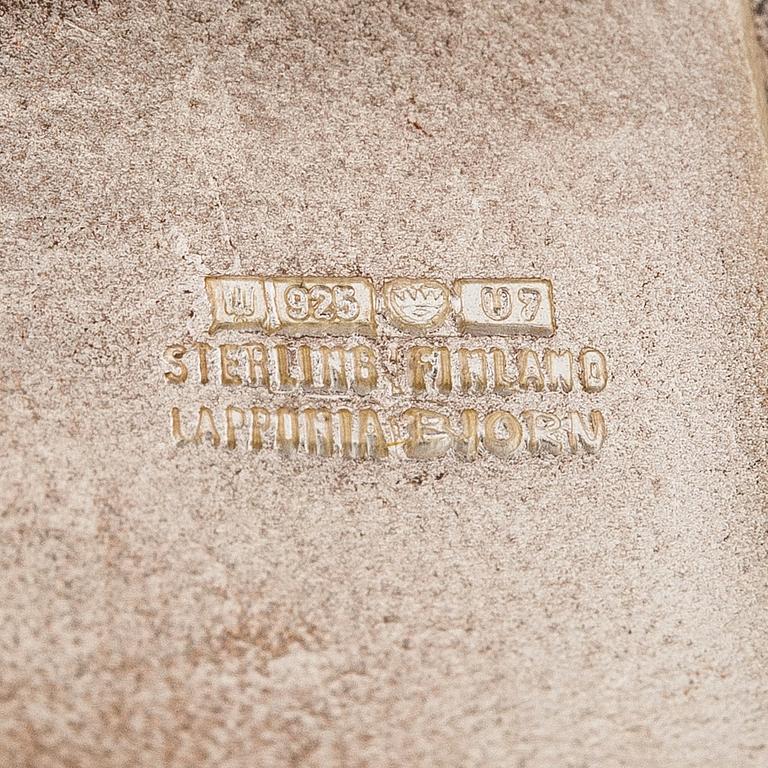 925 U7
STERLING FINLAND
LAPPONIA BJORN